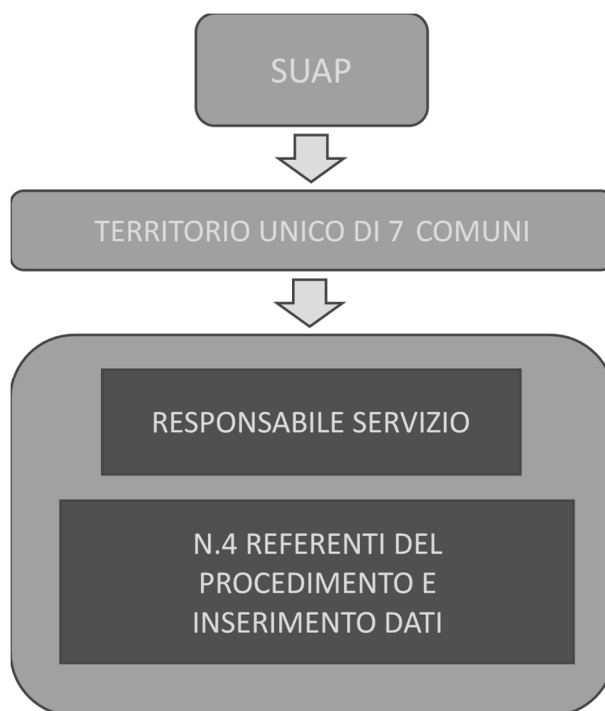 SUAP
TERRITORIO UNICO DI 7 COMUNI
RESPONSABILE SERVIZIO
N.4 REFERENTI DEL
PROCEDIMENTO E
INSERIMENTO DATI